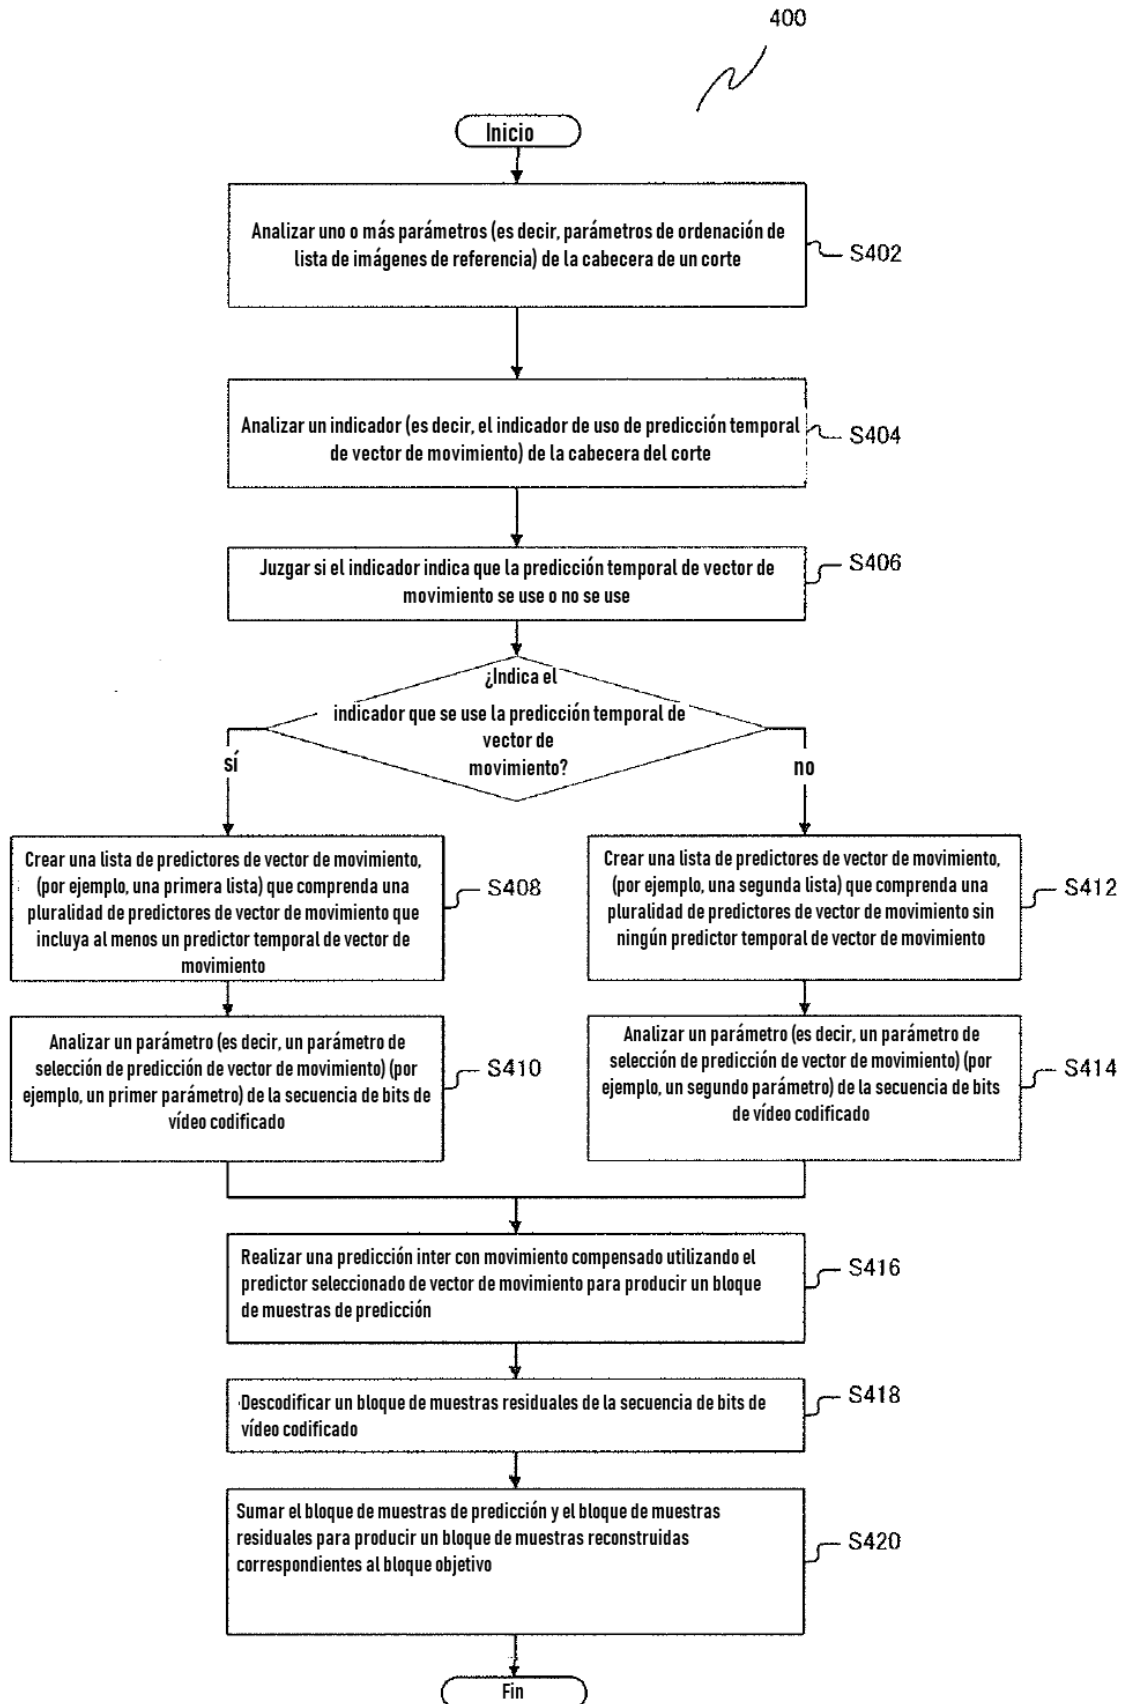 400
Inicio
Analizar uno o más parámetros (es decir, parámetros de ordenación de
lista de imágenes de referencia) de la cabecera de un corte
S402
Analizar un indicador (es decir, el indicador de uso de predicción temporal
de vector de movimiento) de la cabecera del corte
S404
Juzgar si el indicador indica que la predicción temporal de vector de
movimiento se use o no se use
S406
¿Indica el
indicador que se use la predicción temporal de
vector de
movimiento?
sí
no
Crear una lista de predictores de vector de movimiento,
(por ejemplo, una primera lista) que comprenda una
pluralidad de predictores de vector de movimiento que
incluya al menos un predictor temporal de vector de
movimiento
S408
Crear una lista de predictores de vector de movimiento,
(por ejemplo, una segunda lista) que comprenda una
pluralidad de predictores de vector de movimiento sin
ningún predictor temporal de vector de movimiento
S412
Analizar un parámetro (es decir, un parámetro de
selección de predicción de vector de movimiento) (por
ejemplo, un primer parámetro) de la secuencia de bits de
vídeo codificado
S410
Analizar un parámetro (es decir, un parámetro de
selección de predicción de vector de movimiento) (por
ejemplo, un segundo parámetro) de la secuencia de bits
de vídeo codificado
S414
Realizar una predicción inter con movimiento compensado utilizando el
predictor seleccionado de vector de movimiento para producir un bloque
de muestras de predicción
S416
Descodificar un bloque de muestras residuales de la secuencia de bits de
vídeo codificado
S418
Sumar el bloque de muestras de predicción y el bloque de muestras
residuales para producir un bloque de muestras reconstruidas
correspondientes al bloque objetivo
S420
Fin